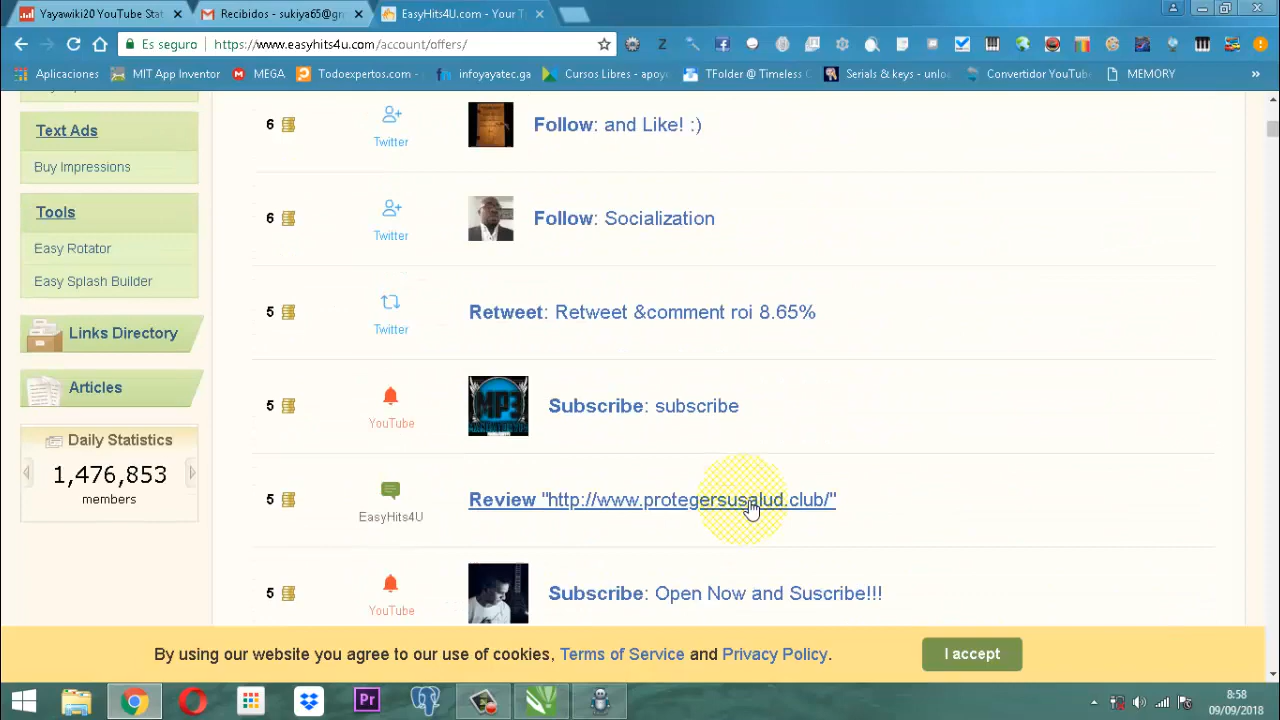 Yayawiki20 YouTube Stat
Recibidos - sukiya65@gm
EasyHits4U.com - Your T
Es seguro
https://www.easyhits4u.com/account/offers/
Aplicaciones
MIT App Inventor
MEGA
Todoexpertos.com -
infoyayatec.ga
Cursos Libres - apoy
TFolder @ Timeless
Serials & keys - unlo
Convertidor YouTub
MEMORY
»
Text Ads
Buy Impressions
Tools
Easy Rotator
Easy Splash Builder
Links Directory
Articles
Daily Statistics
1,476,853
members
6
Twitter
Follow: and Like! :)
6
Twitter
Follow: Socialization
5
Twitter
Retweet: Retweet &comment roi 8.65%
5
YouTube
MP3
Subscribe: subscribe
5
EasyHits4U
Review "http://www.protegersusalud.club/"
5
YouTube
Subscribe: Open Now and Suscribe!!!
By using our website you agree to our use of cookies, Terms of Service and Privacy Policy.
I accept
Pr
8:58
09/09/2018